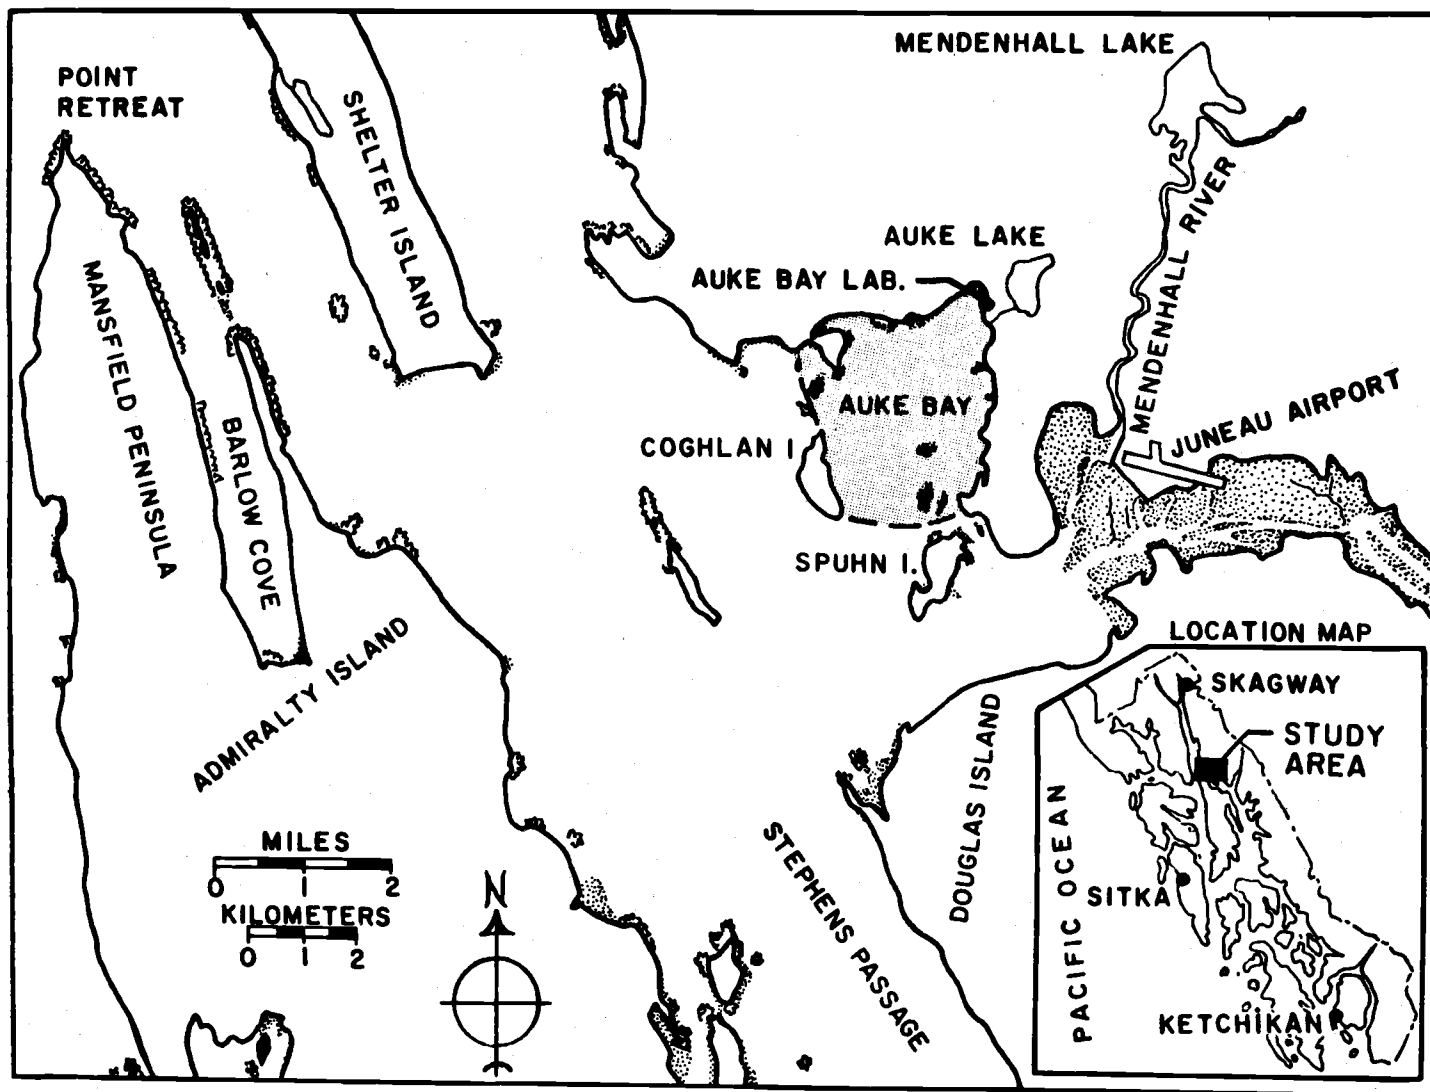 MENDENHALL LAKE
POINT
RETREAT
SHELTER ISLAND
MENDENHALL RIVER
AUKE LAKE
AUKE BAY LAB.
MANSFIELD PENINSULA
JUNEAU AIRPORT
AUKE BAY
BARLOW COVE
COGHLAN I
SPUHN I.
ADMIRALTY ISLAND
LOCATION MAP
SKAGWAY
STUDY
AREA
DOUGLAS ISLAND
PACIFIC OCEAN
STEPHENS PASSAGE
MILES
0 1 2
KILOMETERS
0 1 2
N
SITKA
KETCHIKAN